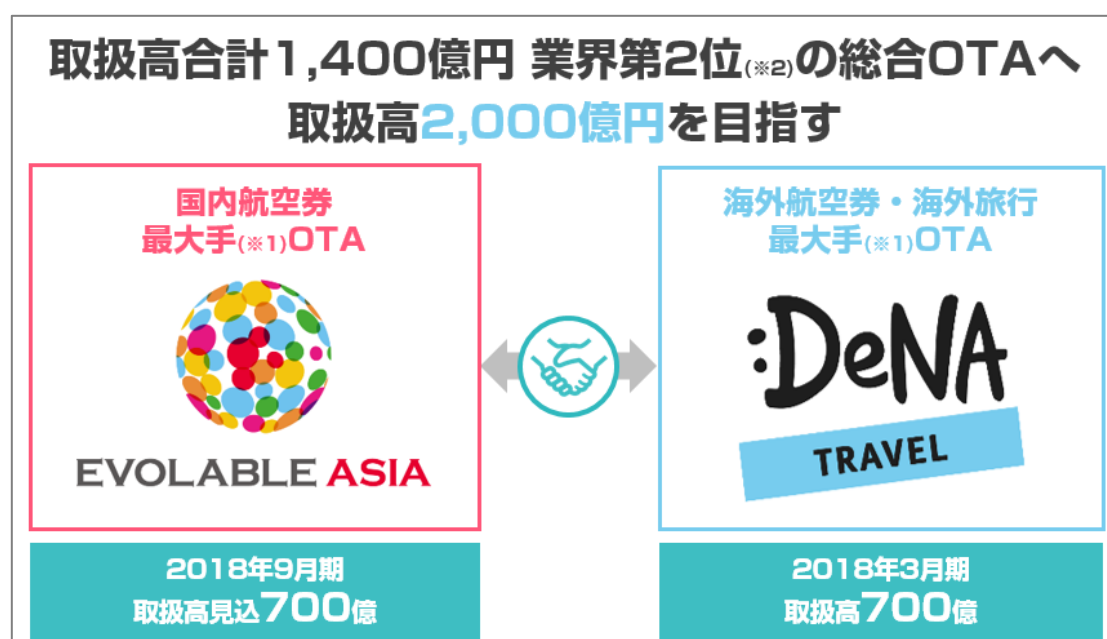 取扱高合計1,400億円 業界第2位(※2)の総合OTAへ
取扱高2,000億円を目指す
国内航空券
最大手(※1)OTA
EVOLABLE ASIA
2018年9月期
取扱高見込700億
海外航空券・海外旅行
最大手(※1)OTA
:DeNA
TRAVEL
2018年3月期
取扱高700億